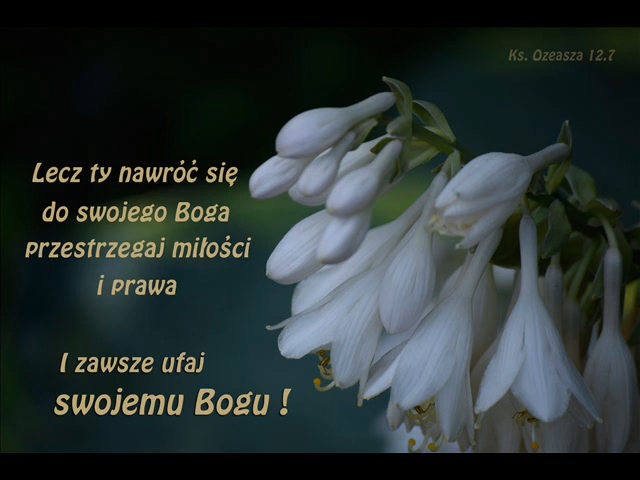 Ks. Ozeasza 12.7
Lecz ty nawróć się
do swojego Boga
przestrzegaj miłości
i prawa
I zawsze ufaj
swojemu Bogu !